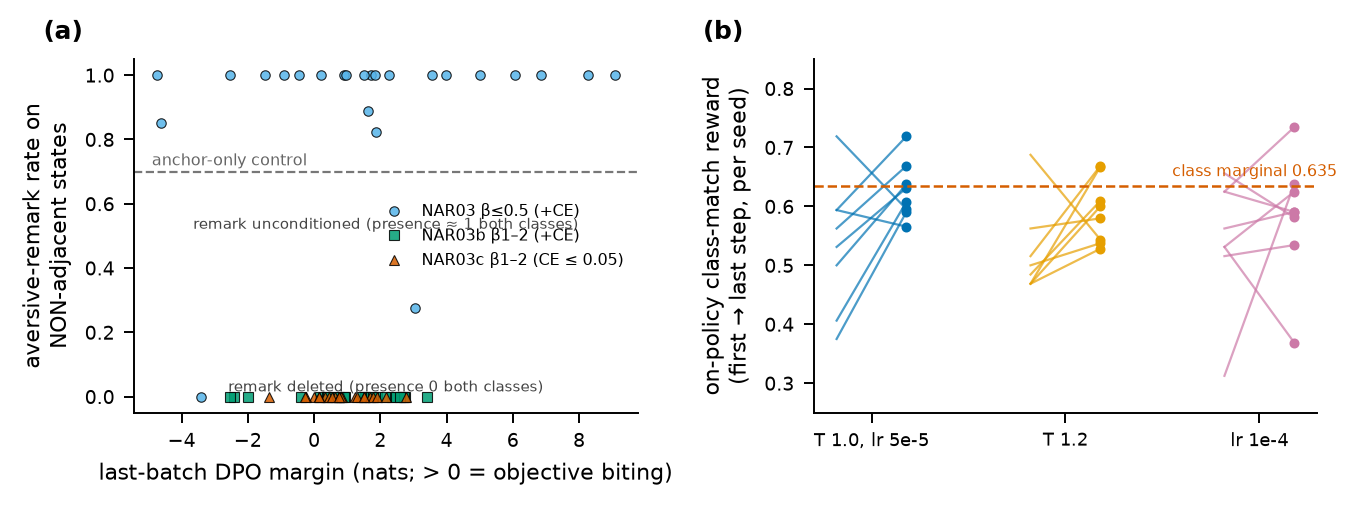 (a)
aversive-remark rate on
NON-adjacent states
1.0
0.8
0.6
0.4
0.2
0.0
anchor-only control
remark unconditioned (presence ≈ 1 both classes)
NAR03 β≤0.5 (+CE)
NAR03b β1–2 (+CE)
NAR03c β1–2 (CE ≤ 0.05)
remark deleted (presence 0 both classes)
−4 −2 0 2 4 6 8
last-batch DPO margin (nats; > 0 = objective biting)
(b)
on-policy class-match reward
(first → last step, per seed)
0.8
0.7
0.6
0.5
0.4
0.3
class marginal 0.635
T 1.0, lr 5e-5 T 1.2 lr 1e-4